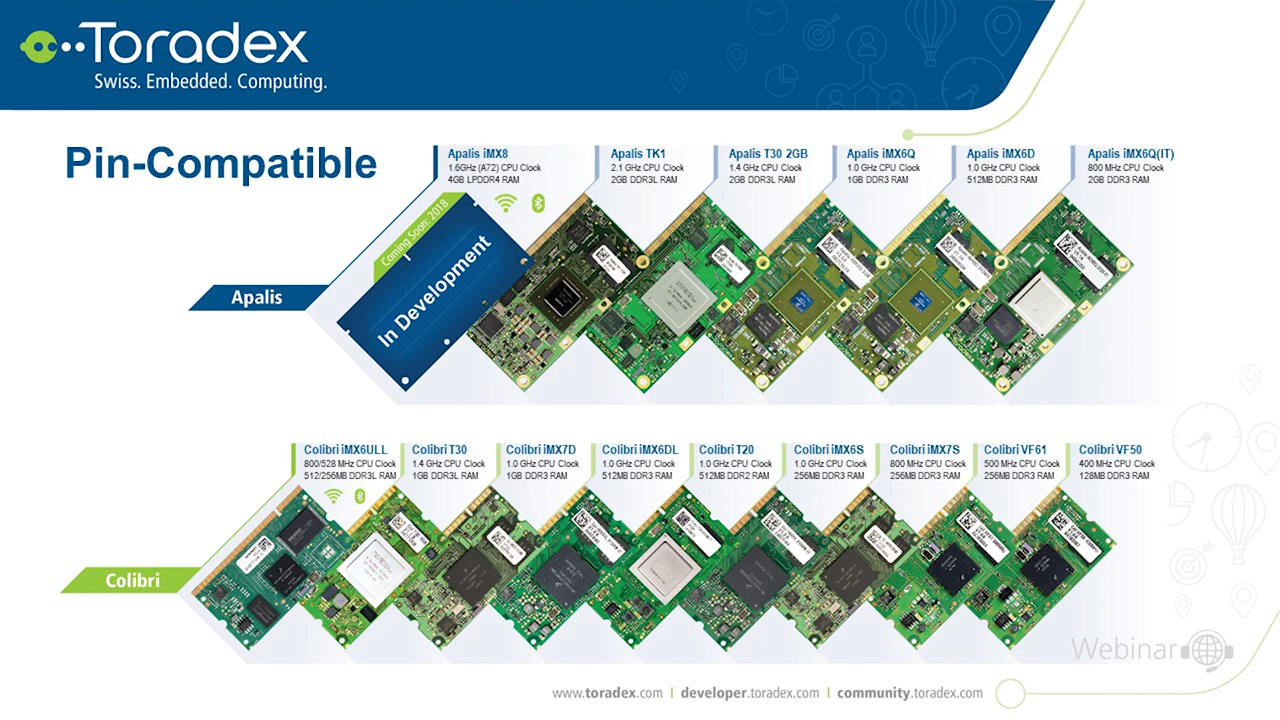 Toradex
Swiss. Embedded. Computing.
Pin-Compatible
Apalis iMX8
1.6GHz (A72) CPU Clock
4GB LPDDR4 RAM
Apalis TK1
2.1 GHz CPU Clock
2GB DDR3L RAM
Apalis T30 2GB
1.4 GHz CPU Clock
2GB DDR3L RAM
Apalis iMX6Q
1.0 GHz CPU Clock
1GB DDR3 RAM
Apalis iMX6D
1.0 GHz CPU Clock
512MB DDR3 RAM
Apalis iMX6Q(IT)
800 MHz CPU Clock
2GB DDR3 RAM
Coming Soon: 2018
In Development
Apalis
Colibri iMX6ULL
800/528 MHz CPU Clock
512/256MB DDR3L RAM
Colibri T30
1.4 GHz CPU Clock
1GB DDR3L RAM
Colibri iMX7D
1.0 GHz CPU Clock
1GB DDR3 RAM
Colibri iMX6DL
1.0 GHz CPU Clock
512MB DDR3 RAM
Colibri T20
1.0 GHz CPU Clock
512MB DDR2 RAM
Colibri iMX6S
1.0 GHz CPU Clock
256MB DDR3 RAM
Colibri iMX7S
800 MHz CPU Clock
256MB DDR3 RAM
Colibri VF61
500 MHz CPU Clock
256MB DDR3 RAM
Colibri VF50
400 MHz CPU Clock
128MB DDR3 RAM
Colibri
Webinar
www.toradex.com | developer.toradex.com | community.toradex.com